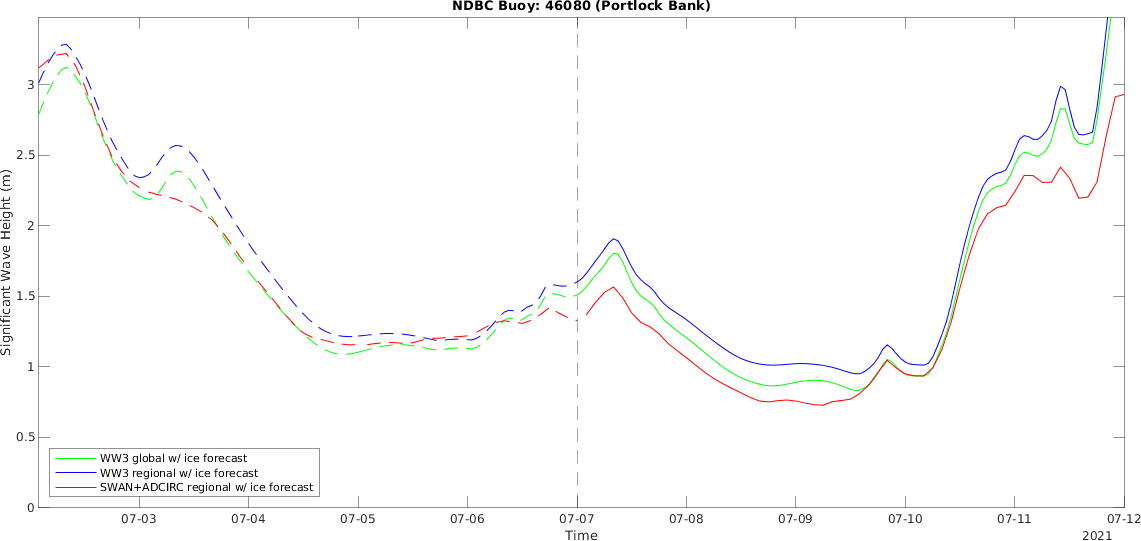 NDBC Buoy: 46080 (Portlock Bank)
Significant Wave Height (m)
3
2.5
2
1.5
1
0.5
0
WW3 global w/ ice forecast
WW3 regional w/ ice forecast
SWAN+ADCIRC regional w/ ice forecast
07-03 07-04 07-05 07-06 07-07 07-08 07-09 07-10 07-11 07-12
Time
2021